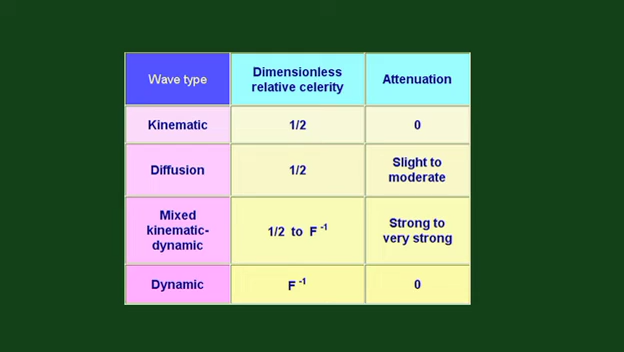 Wave type
Dimensionless
relative celerity
Attenuation
Kinematic
1/2
0
Diffusion
1/2
Slight to
moderate
Mixed
kinematic-
dynamic
1/2 to F -1
Strong to
very strong
Dynamic
F -1
0